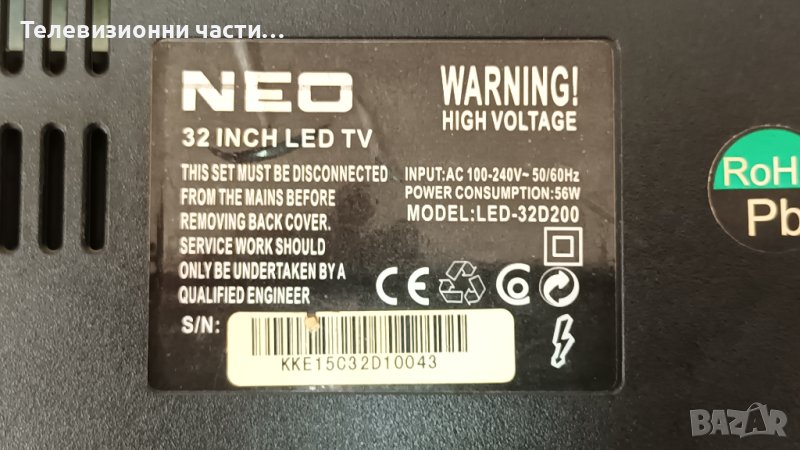 Телевизионни части...
NEO
32 INCH LED TV
THIS SET MUST BE DISCONNECTED
FROM THE MAINS BEFORE
REMOVING BACK COVER.
SERVICE WORK SHOULD
ONLY BE UNDERTAKEN BY A
QUALIFIED ENGINEER
WARNING!
HIGH VOLTAGE
INPUT:AC 100-240V~ 50/60Hz
POWER CONSUMPTION:56W
MODEL:LED-32D200
CE
S/N:
KKE15C32D10043
RoH
Pb
BAZAR